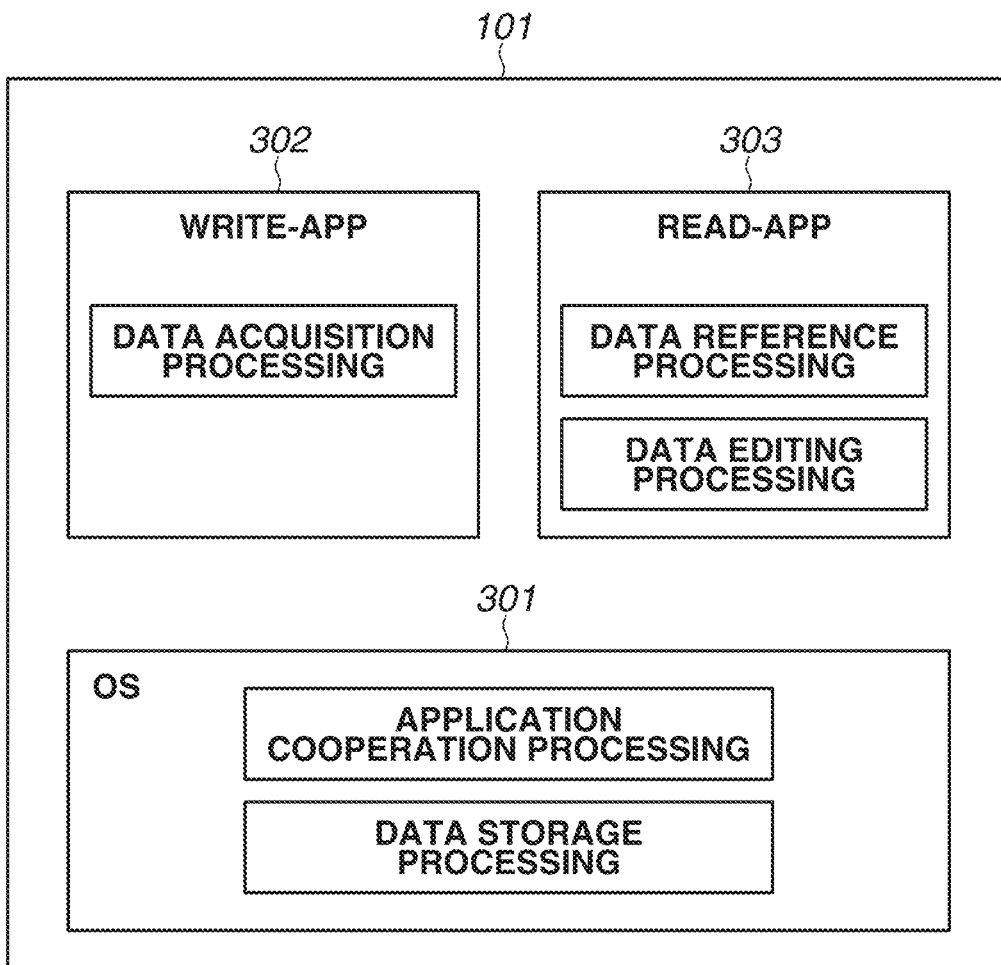 101
302
303
WRITE-APP
READ-APP
DATA ACQUISITION
PROCESSING
DATA REFERENCE
PROCESSING
DATA EDITING
PROCESSING
301
OS
APPLICATION
COOPERATION PROCESSING
DATA STORAGE
PROCESSING